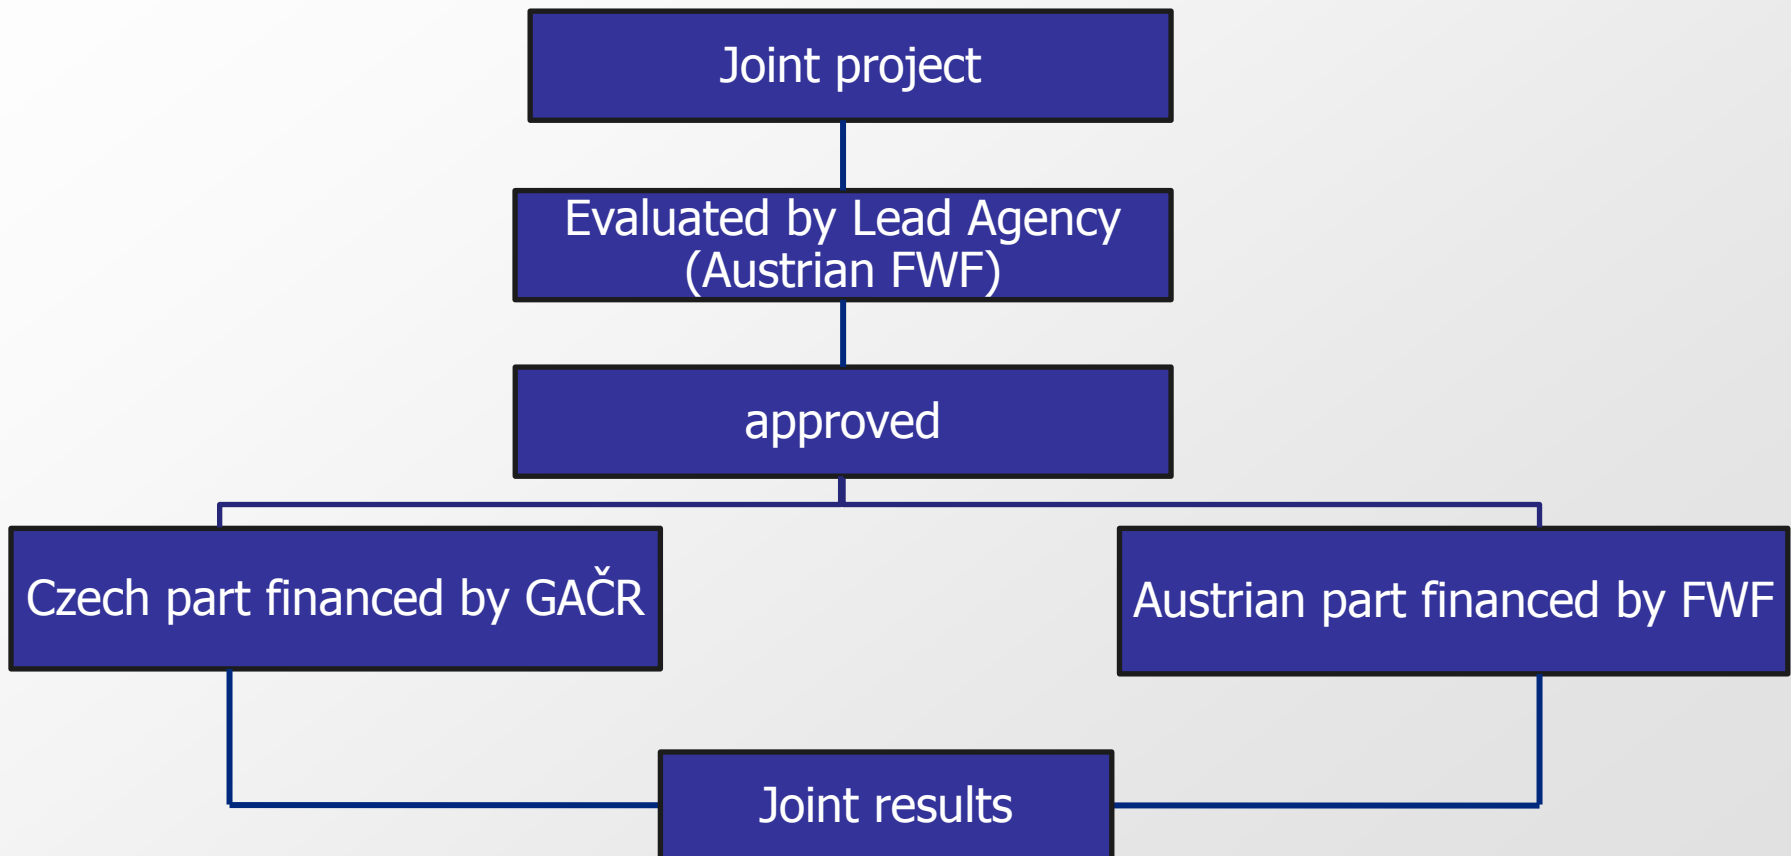 Joint project
Evaluated by Lead Agency
(Austrian FWF)
approved
Czech part financed by GAČR
Austrian part financed by FWF
Joint results